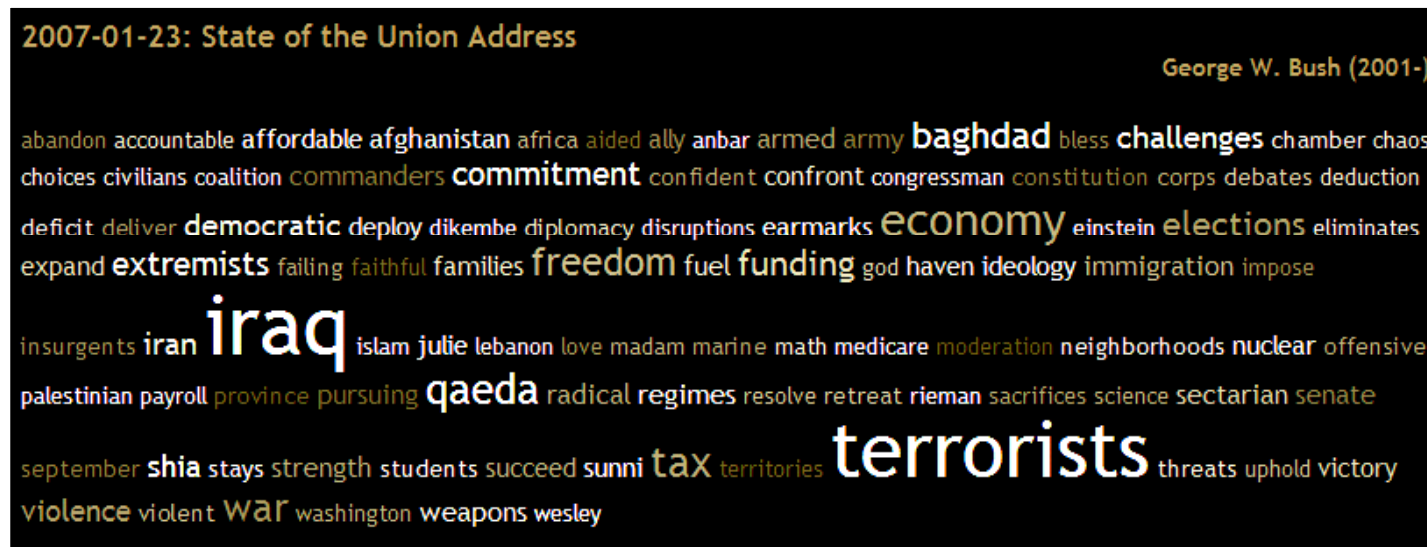 2007-01-23: State of the Union Address
George W. Bush (2001-)
abandon accountable affordable afghanistan africa aided ally anbar armed army baghdad bless challenges chamber chaos
choices civilians coalition commanders commitment confident confront congressman constitution corps debates deduction
deficit deliver democratic deploy dikembe diplomacy disruptions earmarks economy einstein elections eliminates
expand extremists failing faithful families freedom fuel funding god haven ideology immigration impose
insurgents iran iraq islam julie lebanon love madam marine math medicare moderation neighborhoods nuclear offensive
palestinian payroll province pursuing qaeda radical regimes resolve retreat rieman sacrifices science sectarian senate
september shia stays strength students succeed sunni tax territories terrorists threats uphold victory
violence violent war washington weapons wesley